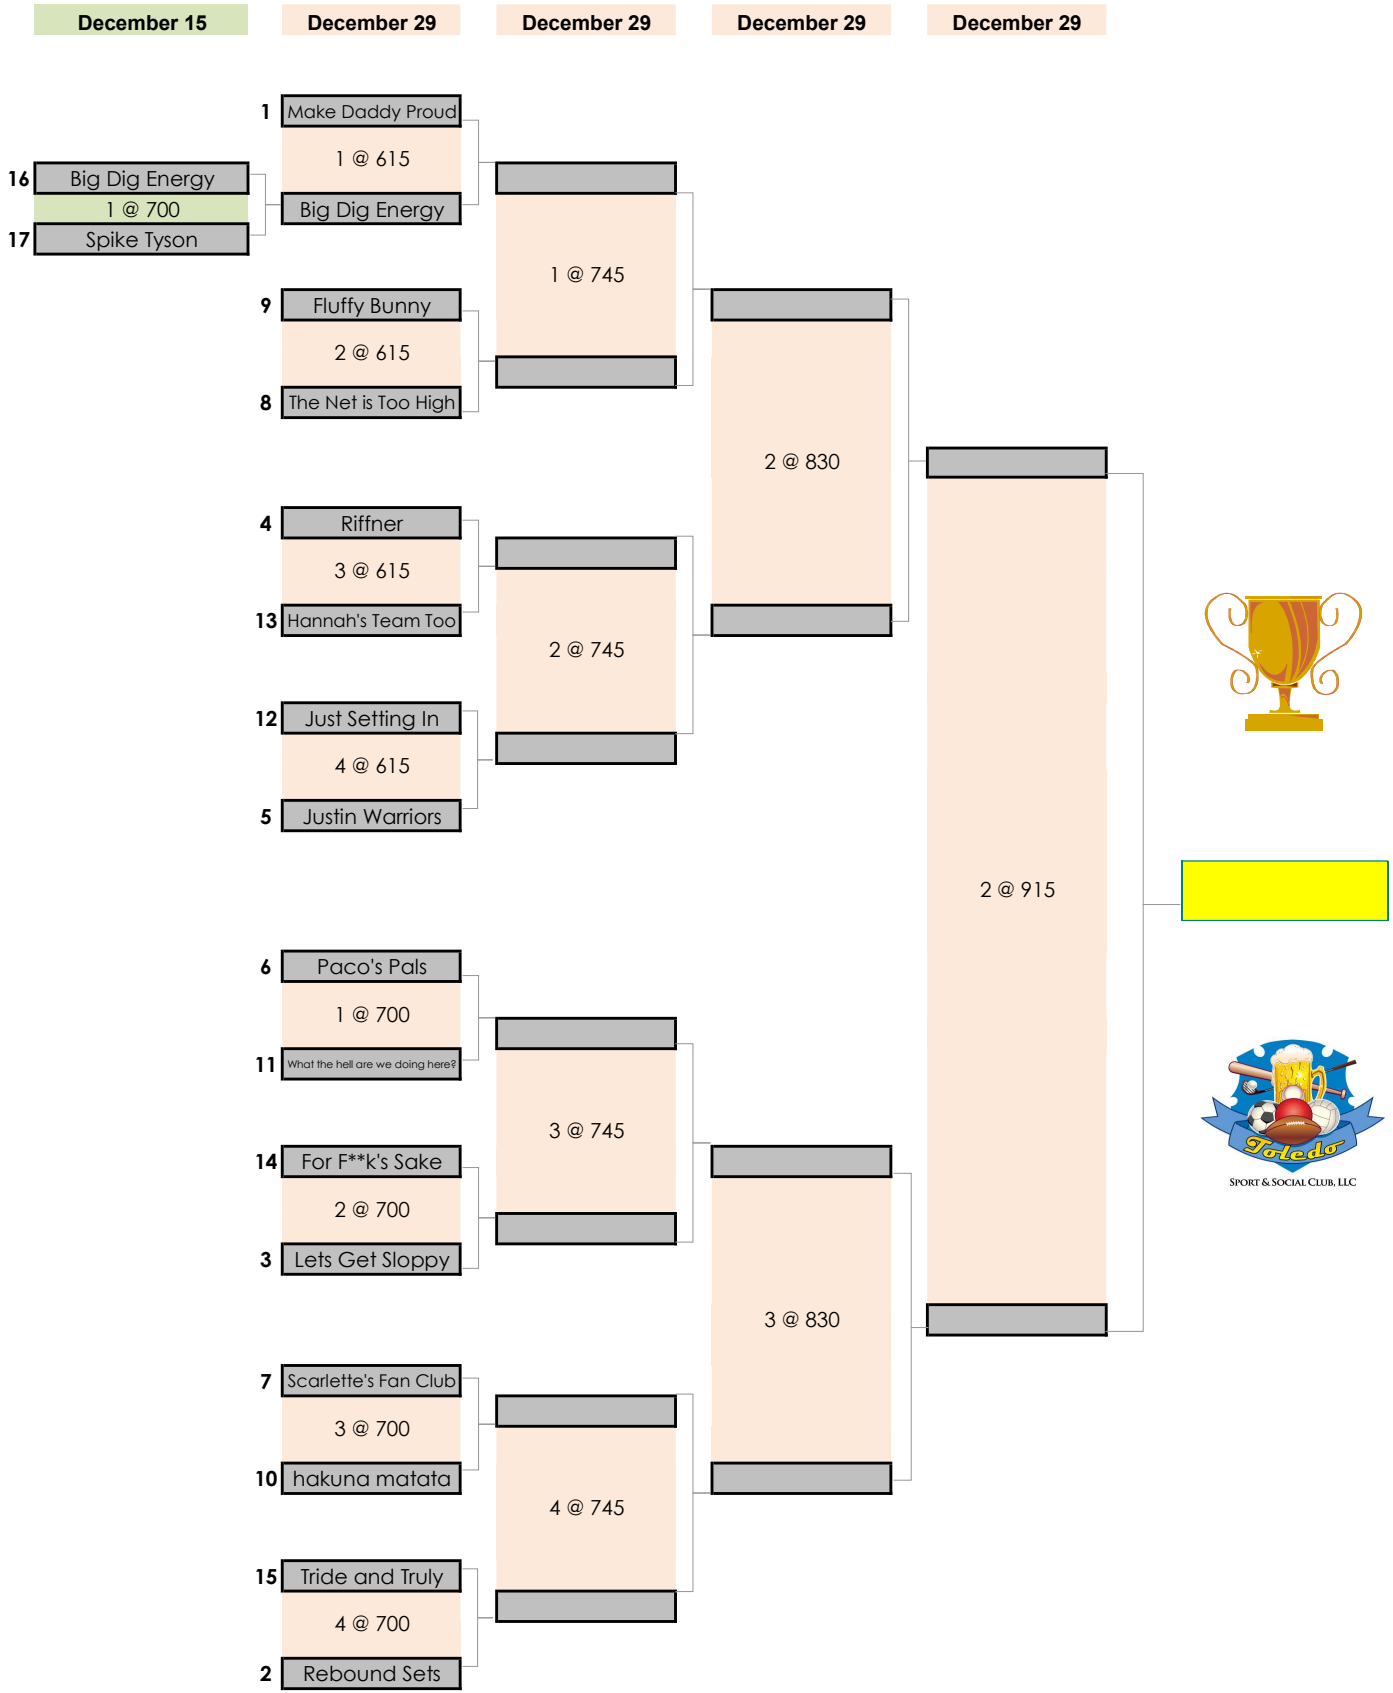 December 15
December 29
December 29
December 29
December 29
1 Make Daddy Proud
1 @ 615
16 Big Dig Energy
1 @ 700
Big Dig Energy
17 Spike Tyson
1 @ 745
9 Fluffy Bunny
2 @ 615
8 The Net is Too High
2 @ 830
4 Riffner
3 @ 615
13 Hannah's Team Too
2 @ 745
12 Just Setting In
4 @ 615
5 Justin Warriors
2 @ 915
6 Paco's Pals
1 @ 700
11 What the hell are we doing here?
3 @ 745
14 For F**k's Sake
2 @ 700
3 Lets Get Sloppy
Toledo
SPORT & SOCIAL CLUB, LLC
3 @ 830
7 Scarlette's Fan Club
3 @ 700
10 hakuna matata
4 @ 745
15 Tride and Truly
4 @ 700
2 Rebound Sets